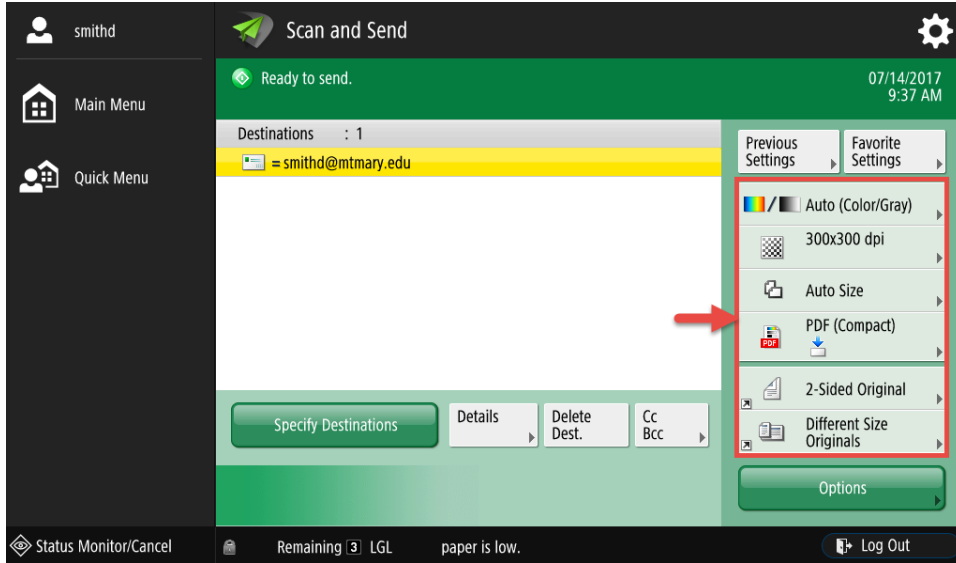 smithd
Main Menu
Quick Menu
Status Monitor/Cancel
Scan and Send
Ready to send.
07/14/2017
9:37 AM
Destinations : 1
= smithd@mtmary.edu
Specify Destinations
Details
Delete
Dest.
Cc
Bcc
Previous
Settings
Favorite
Settings
/ Auto (Color/Gray)
300x300 dpi
Auto Size
PDF
PDF (Compact)
2-Sided Original
Different Size
Originals
Options
Remaining 3 LGL paper is low.
Log Out